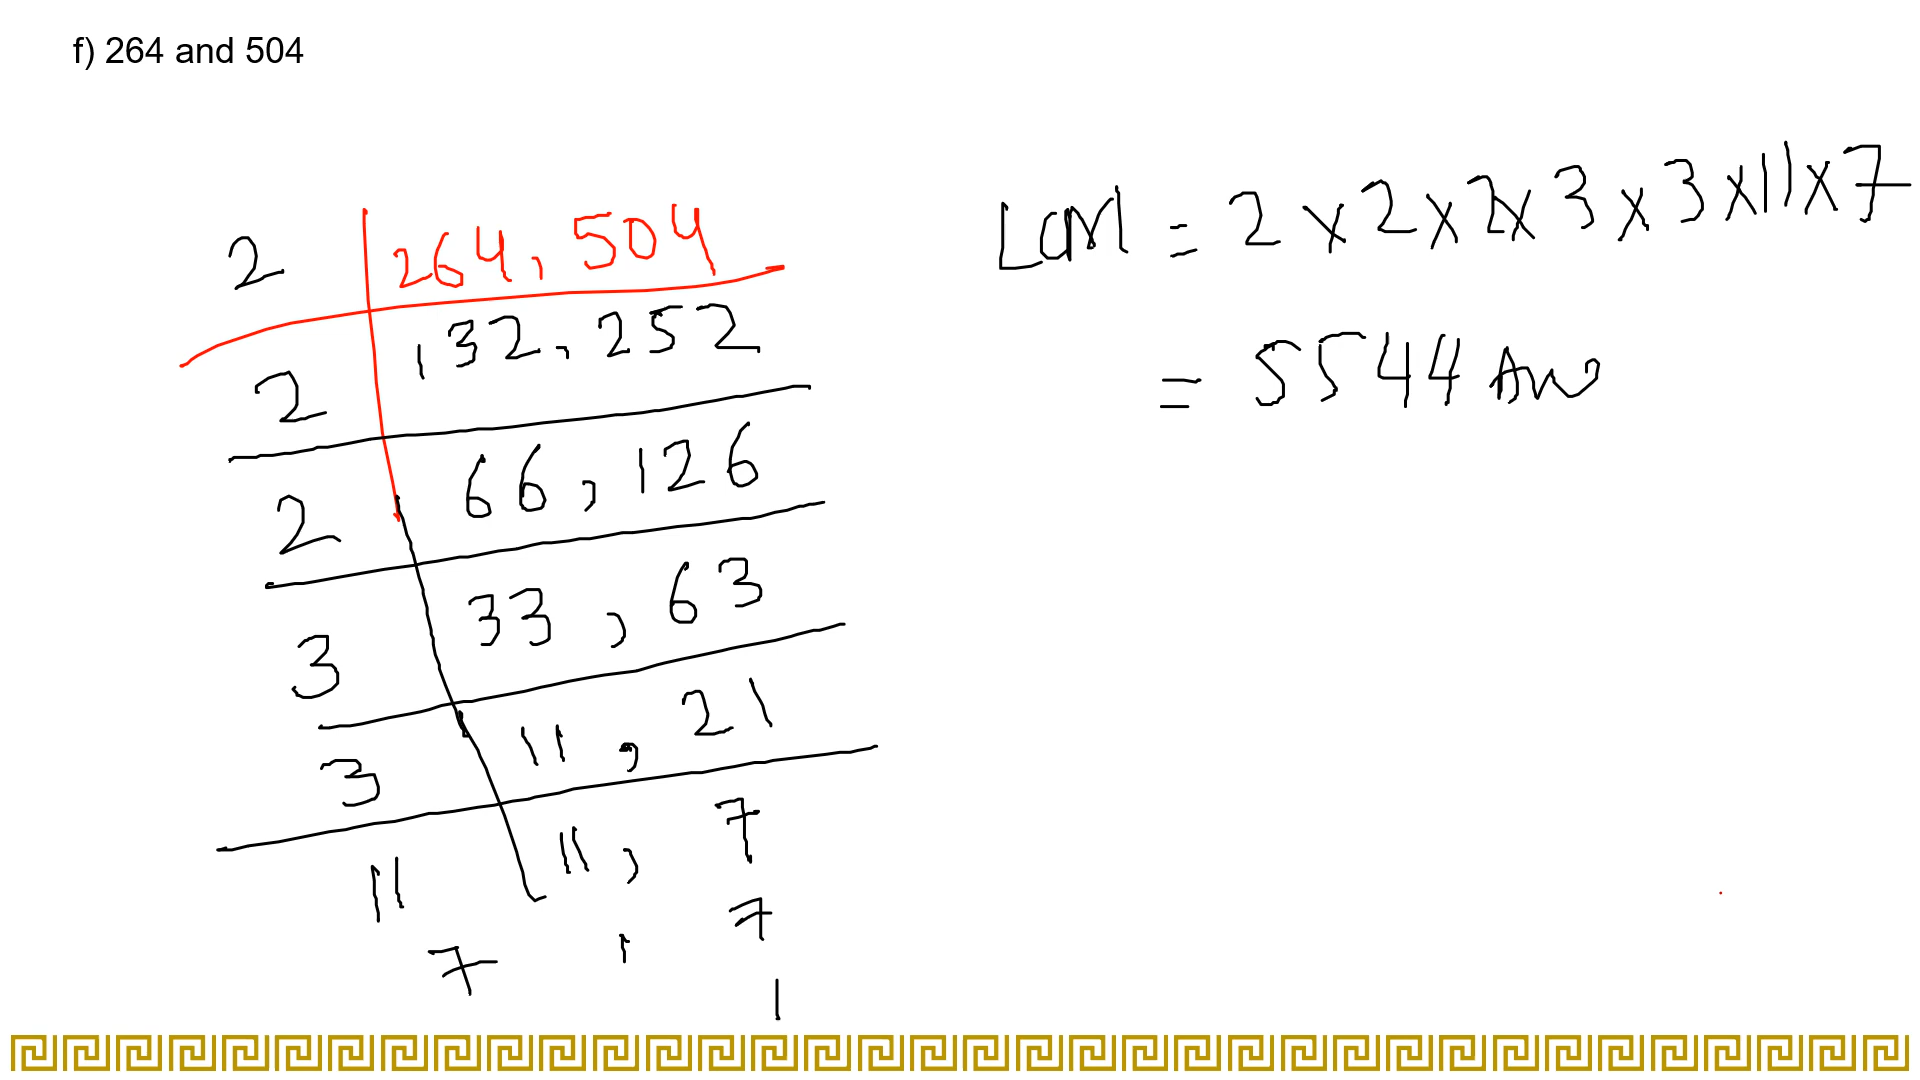 f) 264 and 504
2 264, 504
2 132, 252
2 66, 126
3 33, 63
3 11, 21
11 11, 7
7 1 7
1
LCM = 2 x 2 x 2 x 3 x 3 x 11 x 7
= 5544 Ans